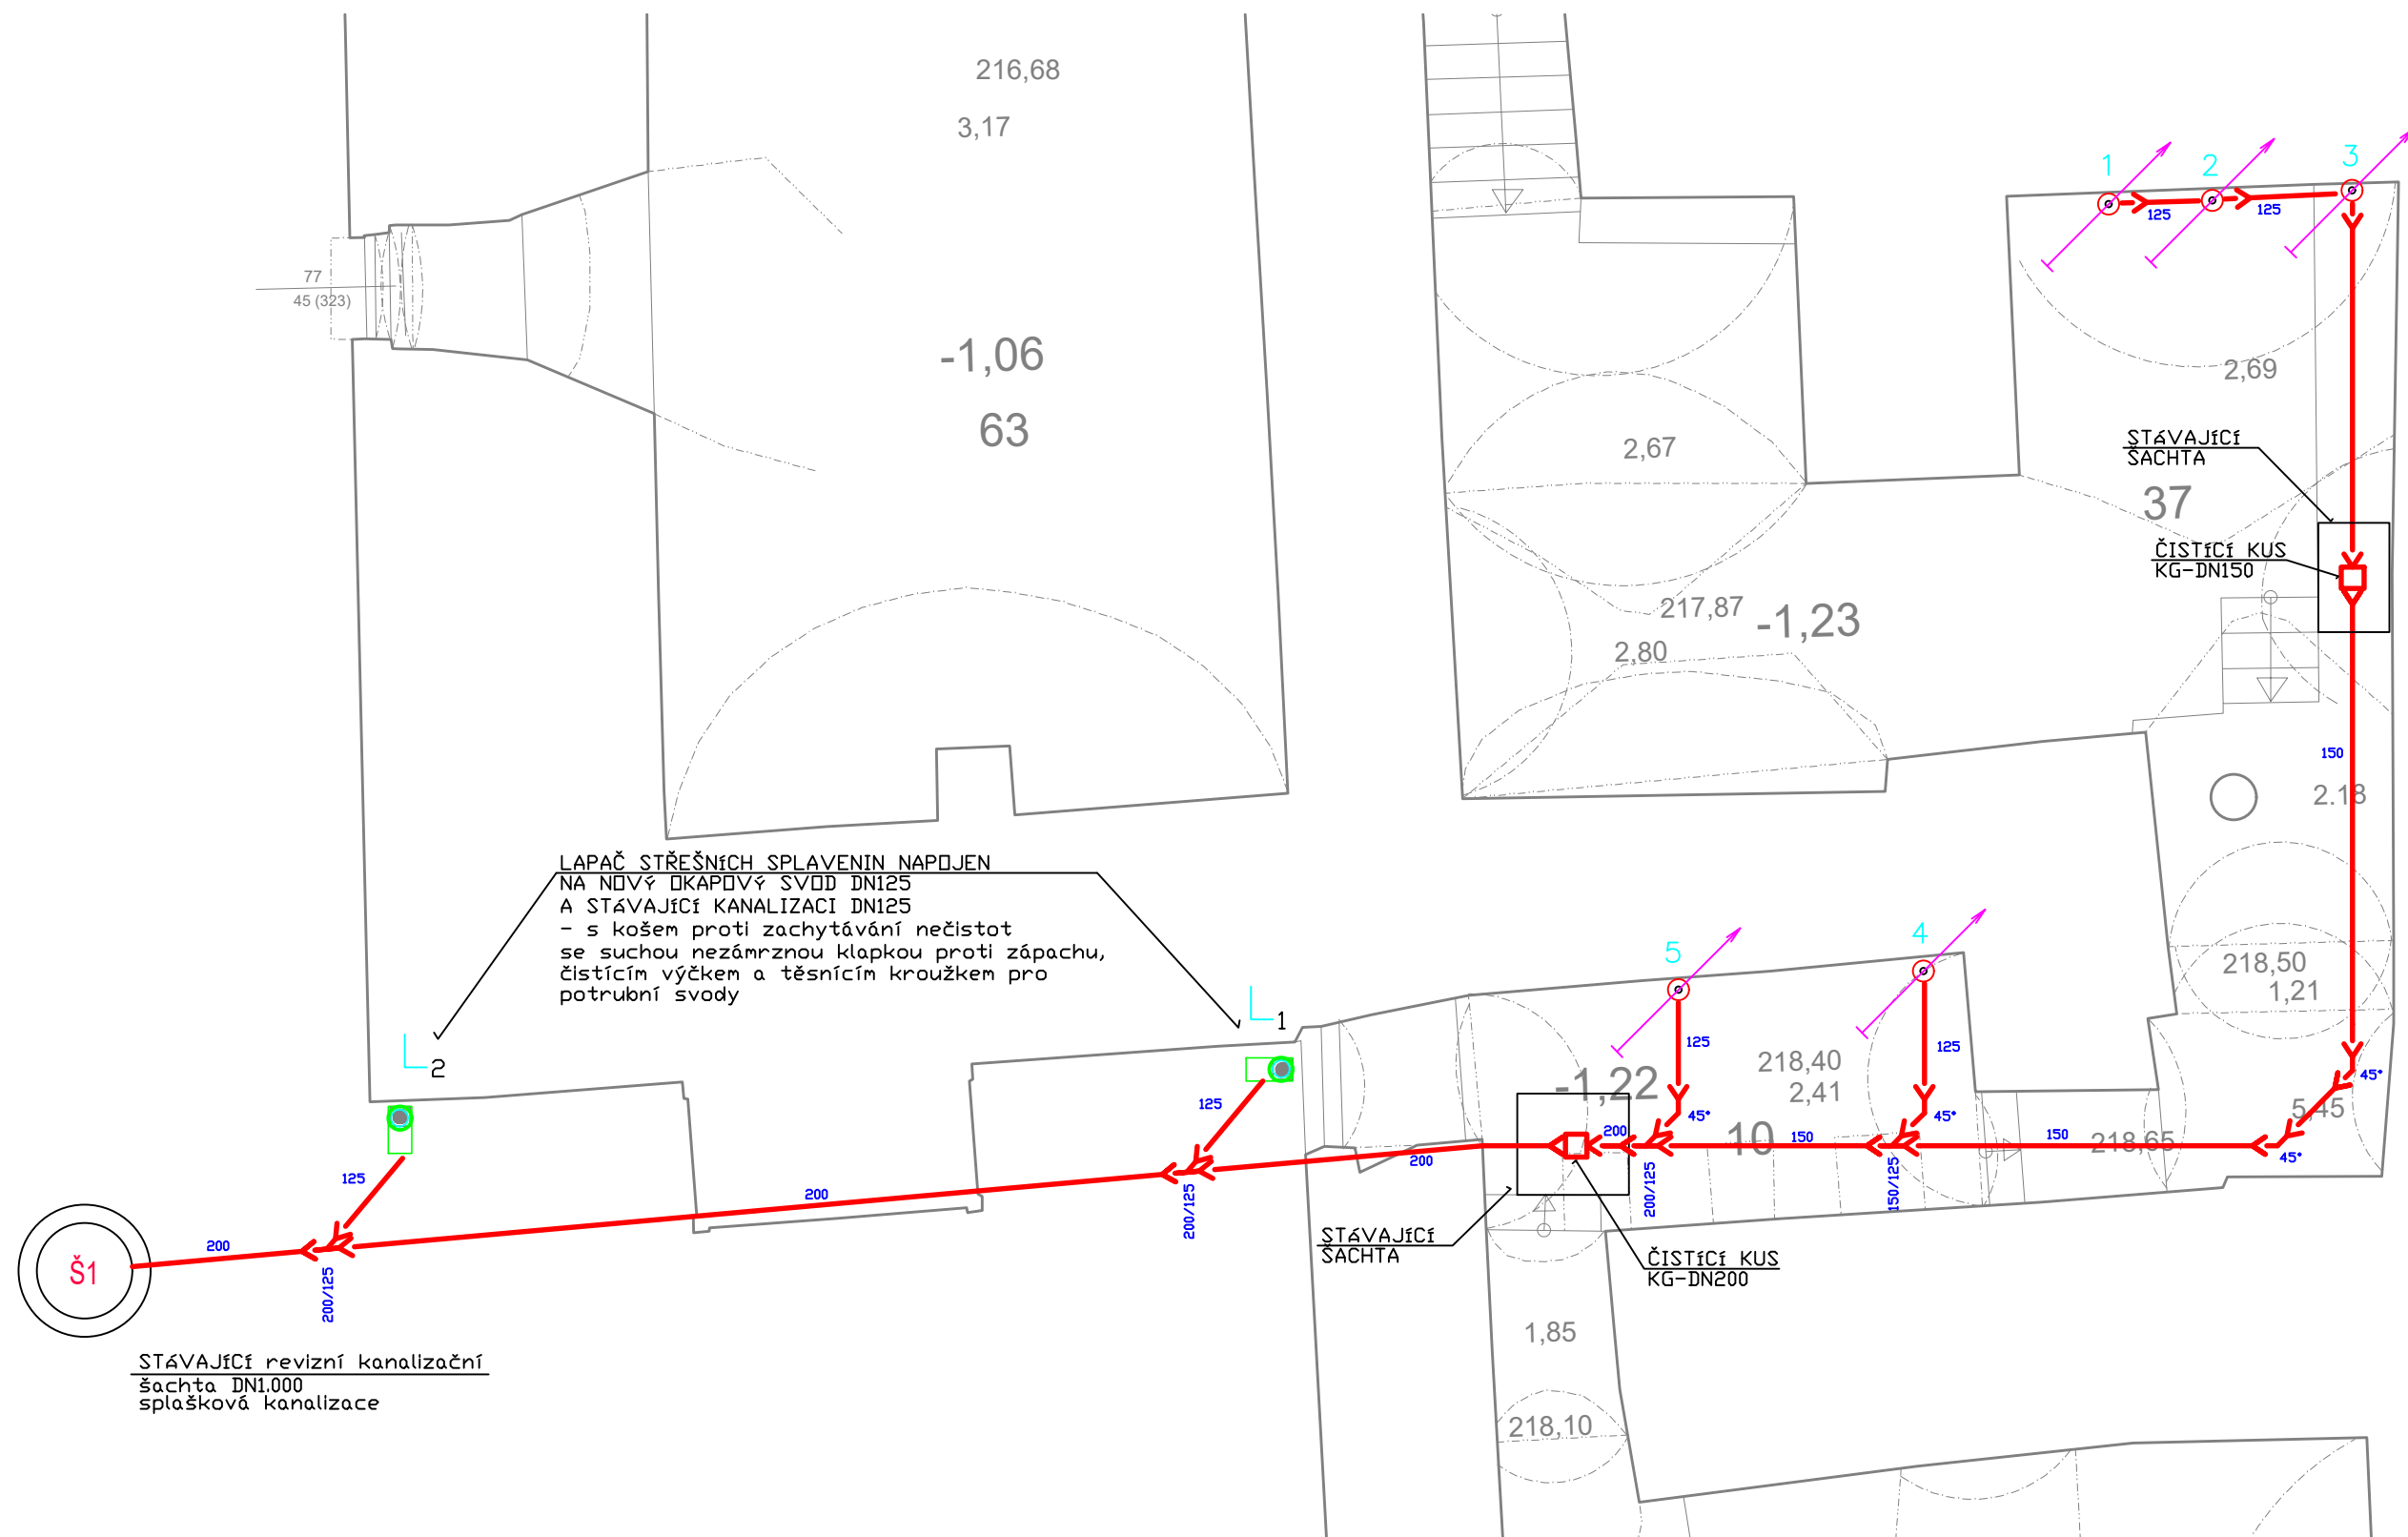 216,68
3,17
77
45 (323)
-1,06
63
1
2
3
125
125
2,69
2,67
STÁVAJÍCÍ
ŠACHTA
37
ČISTÍCÍ KUS
KG-DN150
217,87
-1,23
2,80
150
2.18
LAPAČ STŘEŠNÍCH SPLAVENIN NAPOJEN
NA NOVÝ OKAPOVÝ SVOD DN125
A STÁVAJÍCÍ KANALIZACI DN125
- s košem proti zachytávání nečistot
se suchou nezámrznou klapkou proti zápachu,
čistícím výčkem a těsnícím kroužkem pro
potrubní svody
5
4
218,50
1,21
1
2
125
125
218,40
2,41
-1,22
125
45°
45°
45°
5,45
125
200
10
150
150
218,65
45°
200
125
200
200/125
200/125
150/125
200
Š1
200/125
STÁVAJÍCÍ
ŠACHTA
ČISTÍCÍ KUS
KG-DN200
1,85
STÁVAJÍCÍ revizní kanalizační
šachta DN1.000
splašková kanalizace
218,10